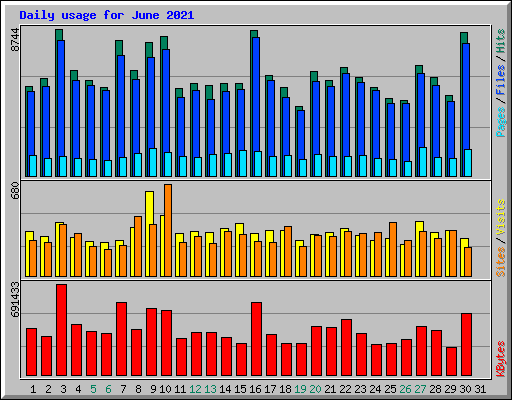 Daily usage for June 2021
8744
Pages / Files / Hits
680
Sites / Visits
691433
KBytes
1 2 3 4 5 6 7 8 9 10 11 12 13 14 15 16 17 18 19 20 21 22 23 24 25 26 27 28 29 30 31